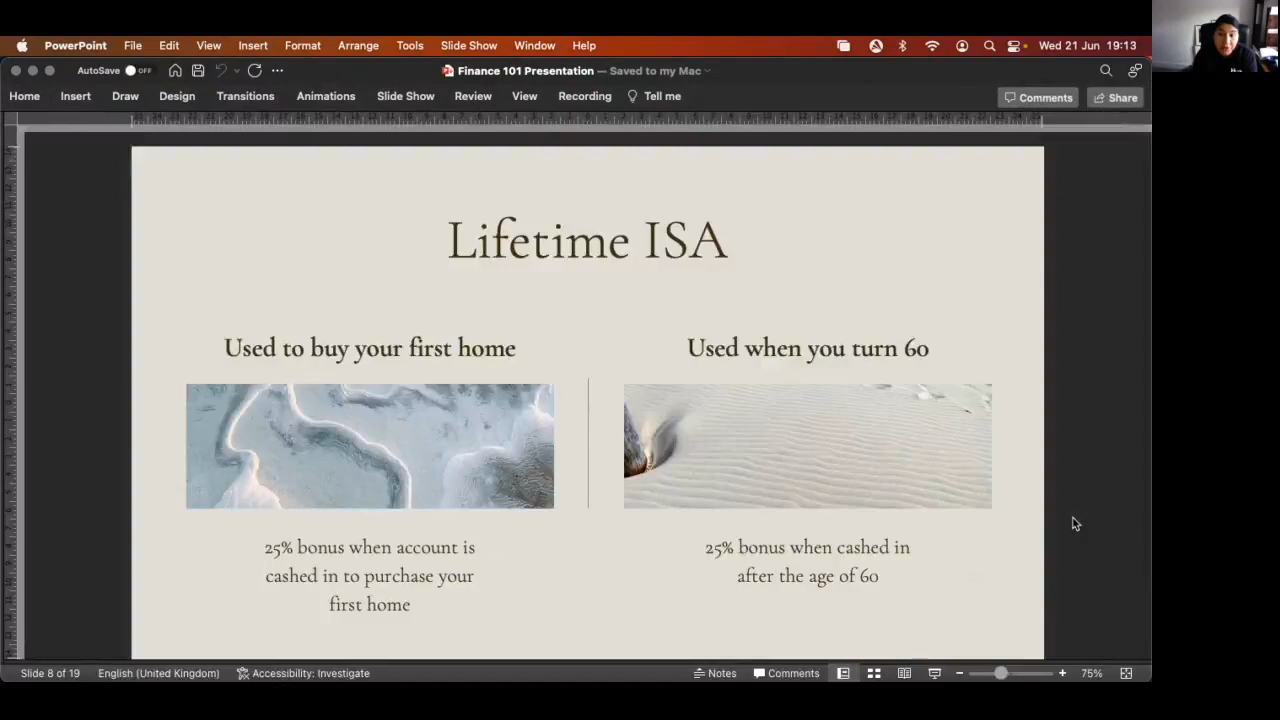 PowerPoint File Edit View Insert Format Arrange Tools Slide Show Window Help Wed 21 Jun 19:13
AutoSave OFF Finance 101 Presentation — Saved to my Mac
Home Insert Draw Design Transitions Animations Slide Show Review View Recording Tell me Comments Share
Lifetime ISA
Used to buy your first home
Used when you turn 60
25% bonus when account is
cashed in to purchase your
first home
25% bonus when cashed in
after the age of 60
Slide 8 of 19 English (United Kingdom) Accessibility: Investigate Notes Comments 75%